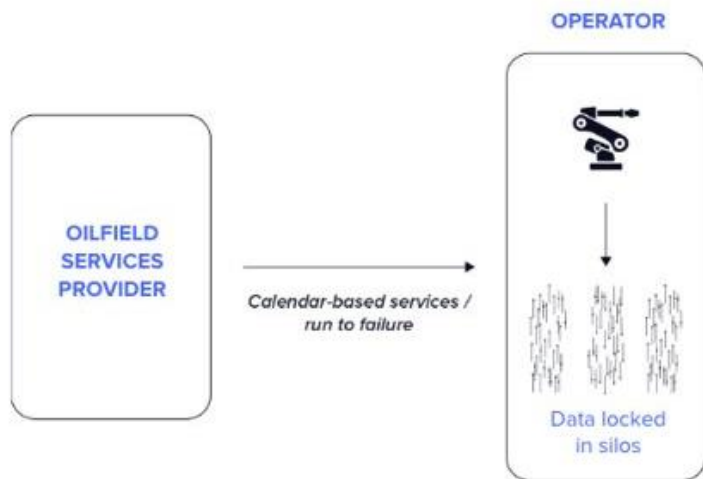 OPERATOR
OILFIELD
SERVICES
PROVIDER
Calendar-based services /
run to failure
Data locked
in silos